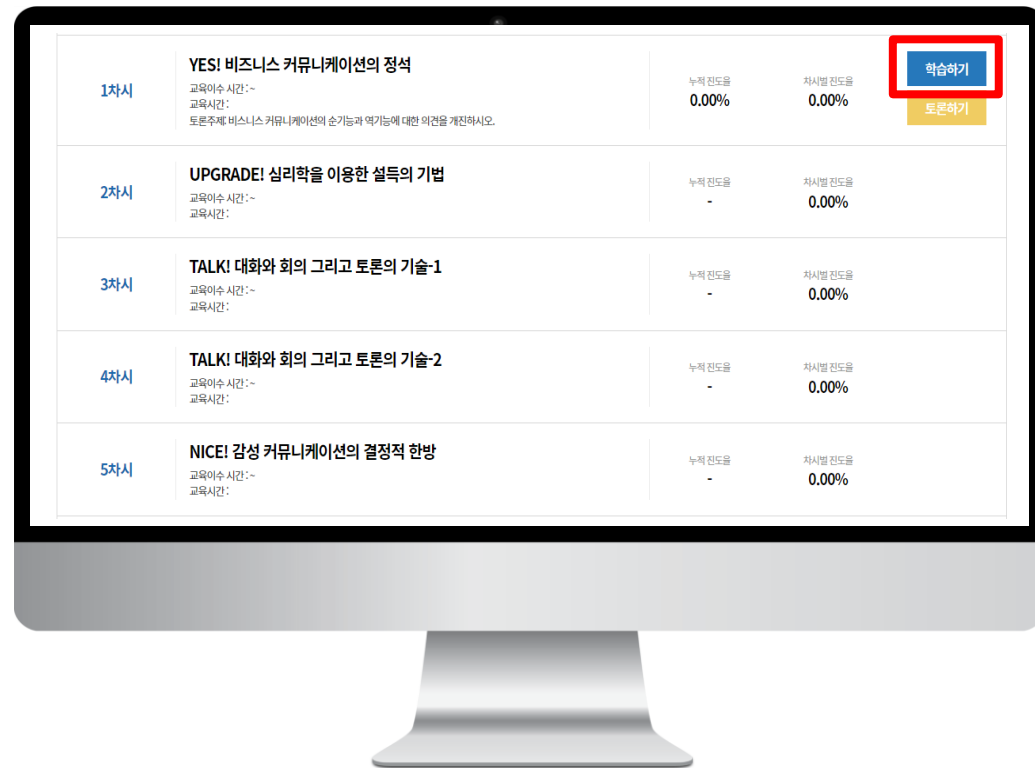 1차시
YES! 비즈니스 커뮤니케이션의 정석
교육이수 시간 : ~
교육시간 :
토론주제: 비스니스 커뮤니케이션의 순기능과 역기능에 대한 의견을 개진하시오.
누적 진도율
0.00%
차시별 진도율
0.00%
학습하기
토론하기
2차시
UPGRADE! 심리학을 이용한 설득의 기법
교육이수 시간 : ~
교육시간 :
누적 진도율
-
차시별 진도율
0.00%
3차시
TALK! 대화와 회의 그리고 토론의 기술-1
교육이수 시간 : ~
교육시간 :
누적 진도율
-
차시별 진도율
0.00%
4차시
TALK! 대화와 회의 그리고 토론의 기술-2
교육이수 시간 : ~
교육시간 :
누적 진도율
-
차시별 진도율
0.00%
5차시
NICE! 감성 커뮤니케이션의 결정적 한방
교육이수 시간 : ~
교육시간 :
누적 진도율
-
차시별 진도율
0.00%